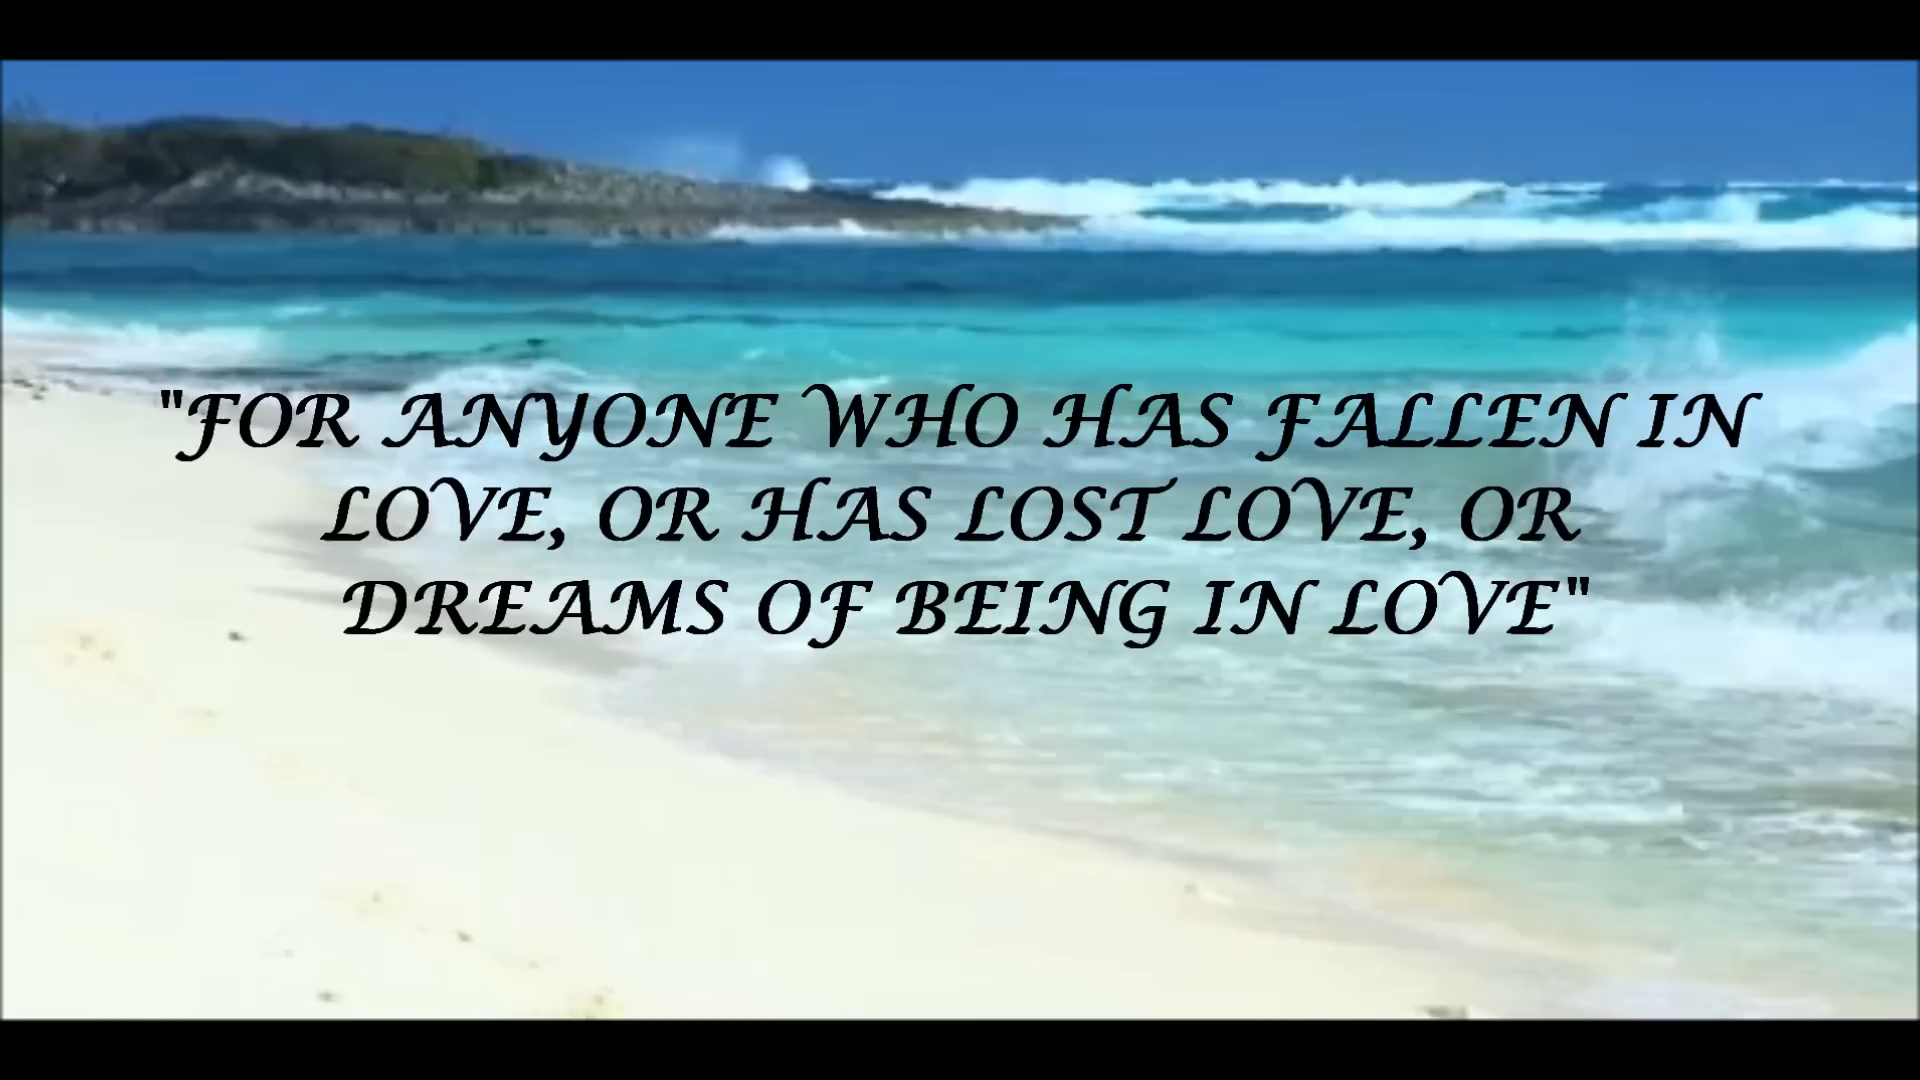 "FOR ANYONE WHO HAS FALLEN IN
LOVE, OR HAS LOST LOVE, OR
DREAMS OF BEING IN LOVE"